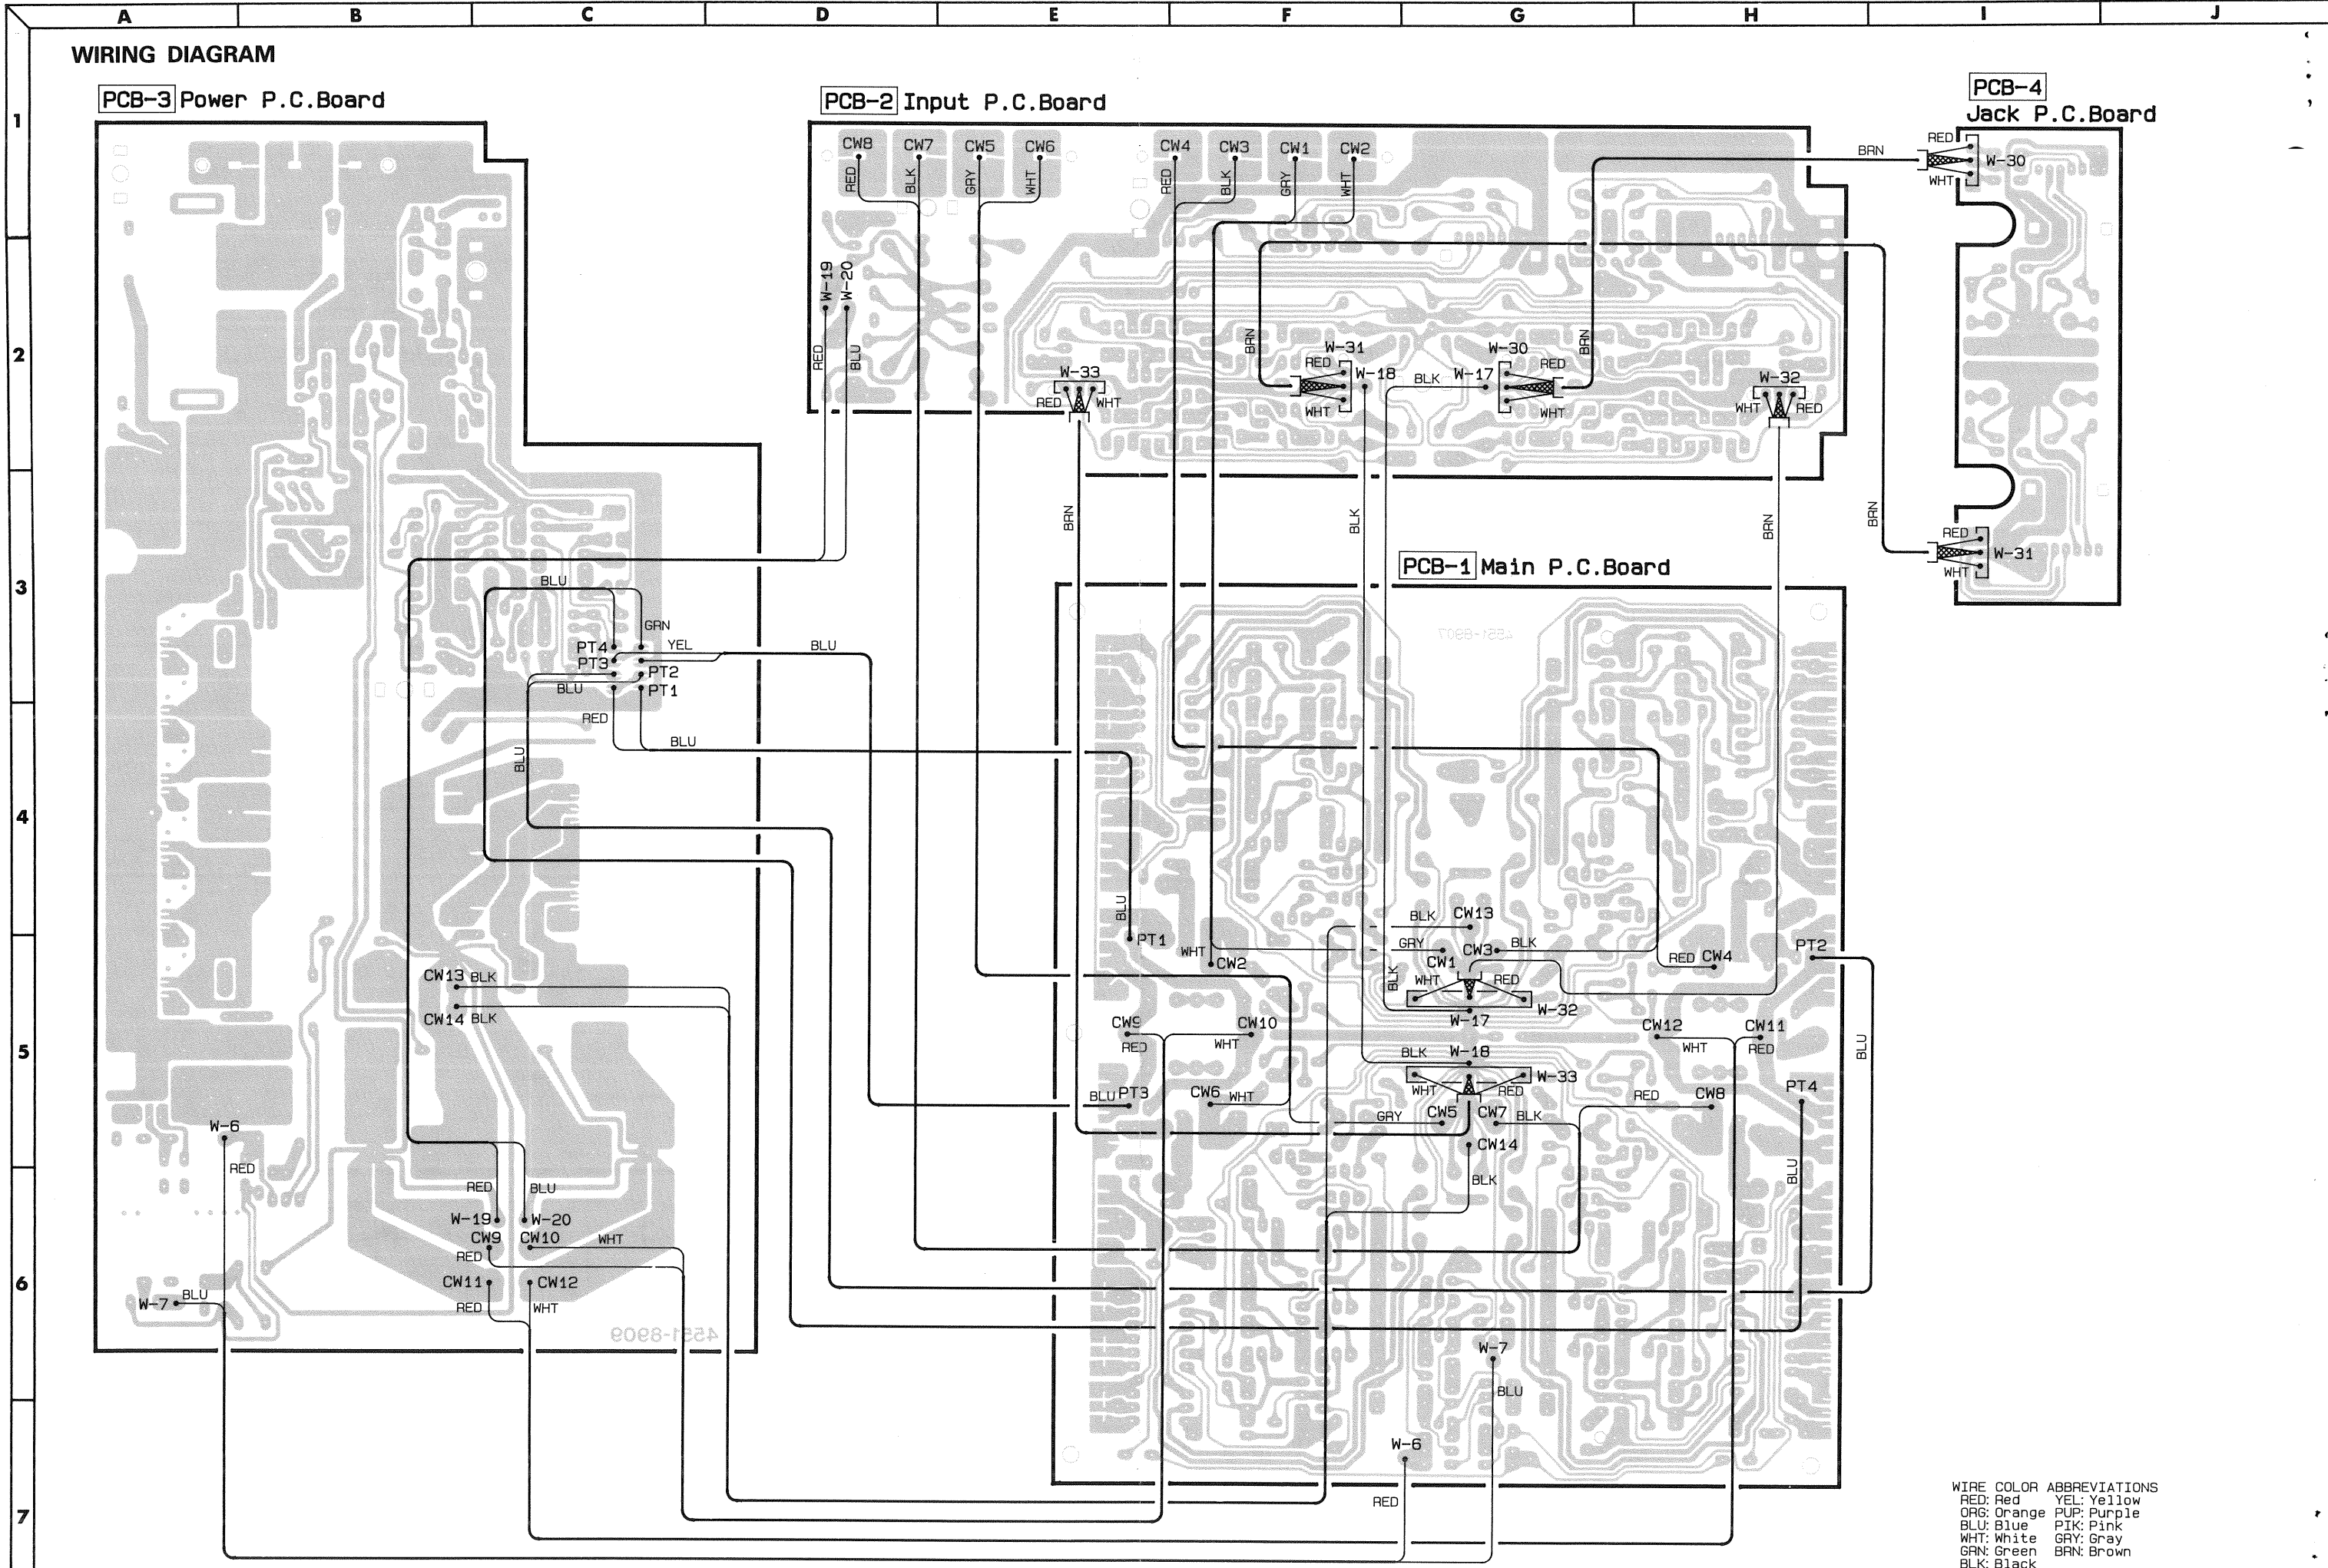 A B C D E F G H I J
WIRING DIAGRAM
PCB-3 Power P.C.Board
PCB-2 Input P.C.Board
PCB-4
Jack P.C.Board
1
CW8 CW7 CW5 CW6 CW4 CW3 CW1 CW2
RED BLK GRY WHT RED BLK GRY WHT
BRN
RED
W-30
WHT
W-19 W-20
RED BLU
2
BRN
W-31
RED
W-18
WHT
BLK
W-17
W-30
RED
WHT
BRN
W-33
RED WHT
W-32
WHT RED
BRN
BLK
BRN
BRN
RED
W-31
WHT
PCB-1 Main P.C.Board
3
BLU
GRN
PT4
YEL
BLU
PT3
PT2
BLU
PT1
RED
BLU
BLU
4551-8907
4
BLU
PT1
BLK CW13
WHT
CW2
GRY
CW3 BLK
CW1
RED CW4
PT2
BLK
WHT RED
W-32
W-17
CW13 BLK
CW14 BLK
5
CW9
RED
CW10
WHT
CW12
WHT
CW11
RED
BLU
BLK
W-18
W-33
WHT RED
BLU PT3
CW6 WHT
GRY CW5 CW7 BLK
RED
CW8
PT4
CW14
BLK
BLU
W-6
RED
RED BLU
W-19 W-20
CW9 CW10 WHT
RED
6
CW11 CW12
RED WHT
W-7 BLU
4551-8909
W-7
BLU
W-6
RED
7
WIRE COLOR ABBREVIATIONS
RED: Red YEL: Yellow
ORG: Orange PUP: Purple
BLU: Blue PIK: Pink
WHT: White GRY: Gray
GRN: Green BRN: Brown
BLK: Black